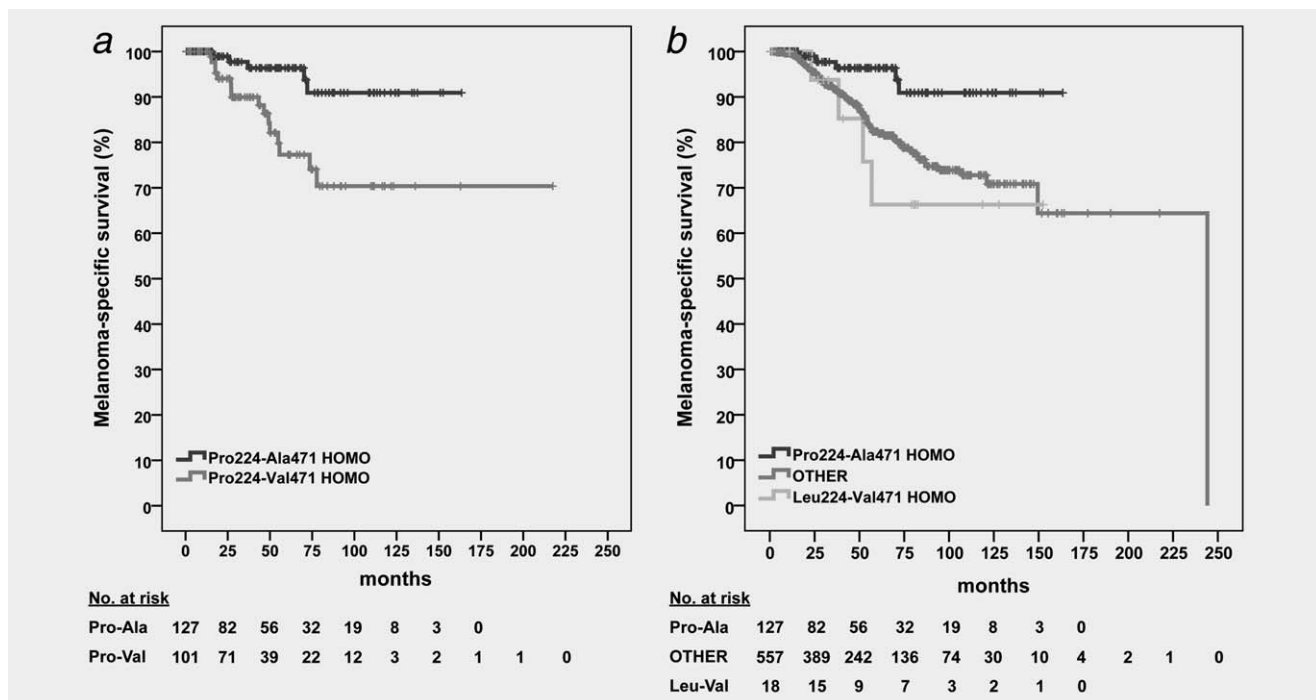 a
Melanoma-specific survival (%)
100
90
80
70
60
50
40
30
20
10
0
Pro224-Ala471 HOMO
Pro224-Val471 HOMO
0 25 50 75 100 125 150 175 200 225 250
months
No. at risk
Pro-Ala 127 82 56 32 19 8 3 0
Pro-Val 101 71 39 22 12 3 2 1 1 0
b
Melanoma-specific survival (%)
100
90
80
70
60
50
40
30
20
10
0
Pro224-Ala471 HOMO
OTHER
Leu224-Val471 HOMO
0 25 50 75 100 125 150 175 200 225 250
months
No. at risk
Pro-Ala 127 82 56 32 19 8 3 0
OTHER 557 389 242 136 74 30 10 4 2 1 0
Leu-Val 18 15 9 7 3 2 1 0